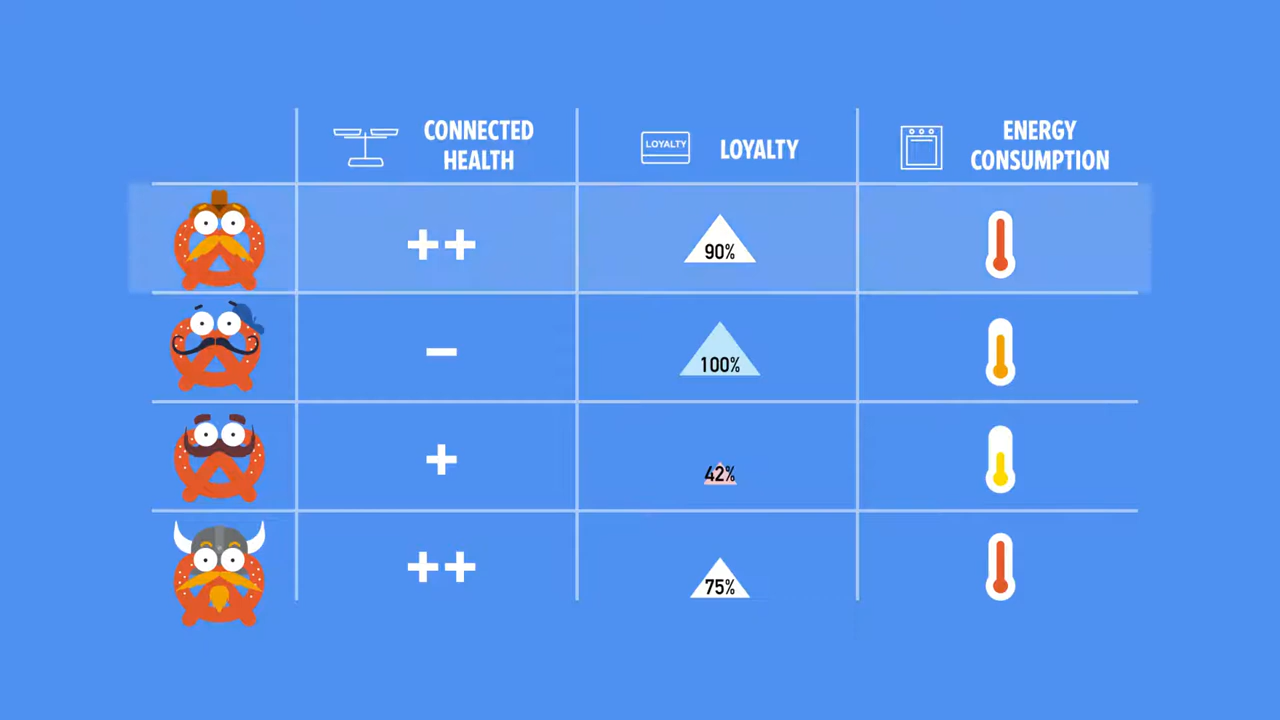 CONNECTED
HEALTH
LOYALTY
LOYALTY
ENERGY
CONSUMPTION
++
90%
−
100%
+
42%
++
75%